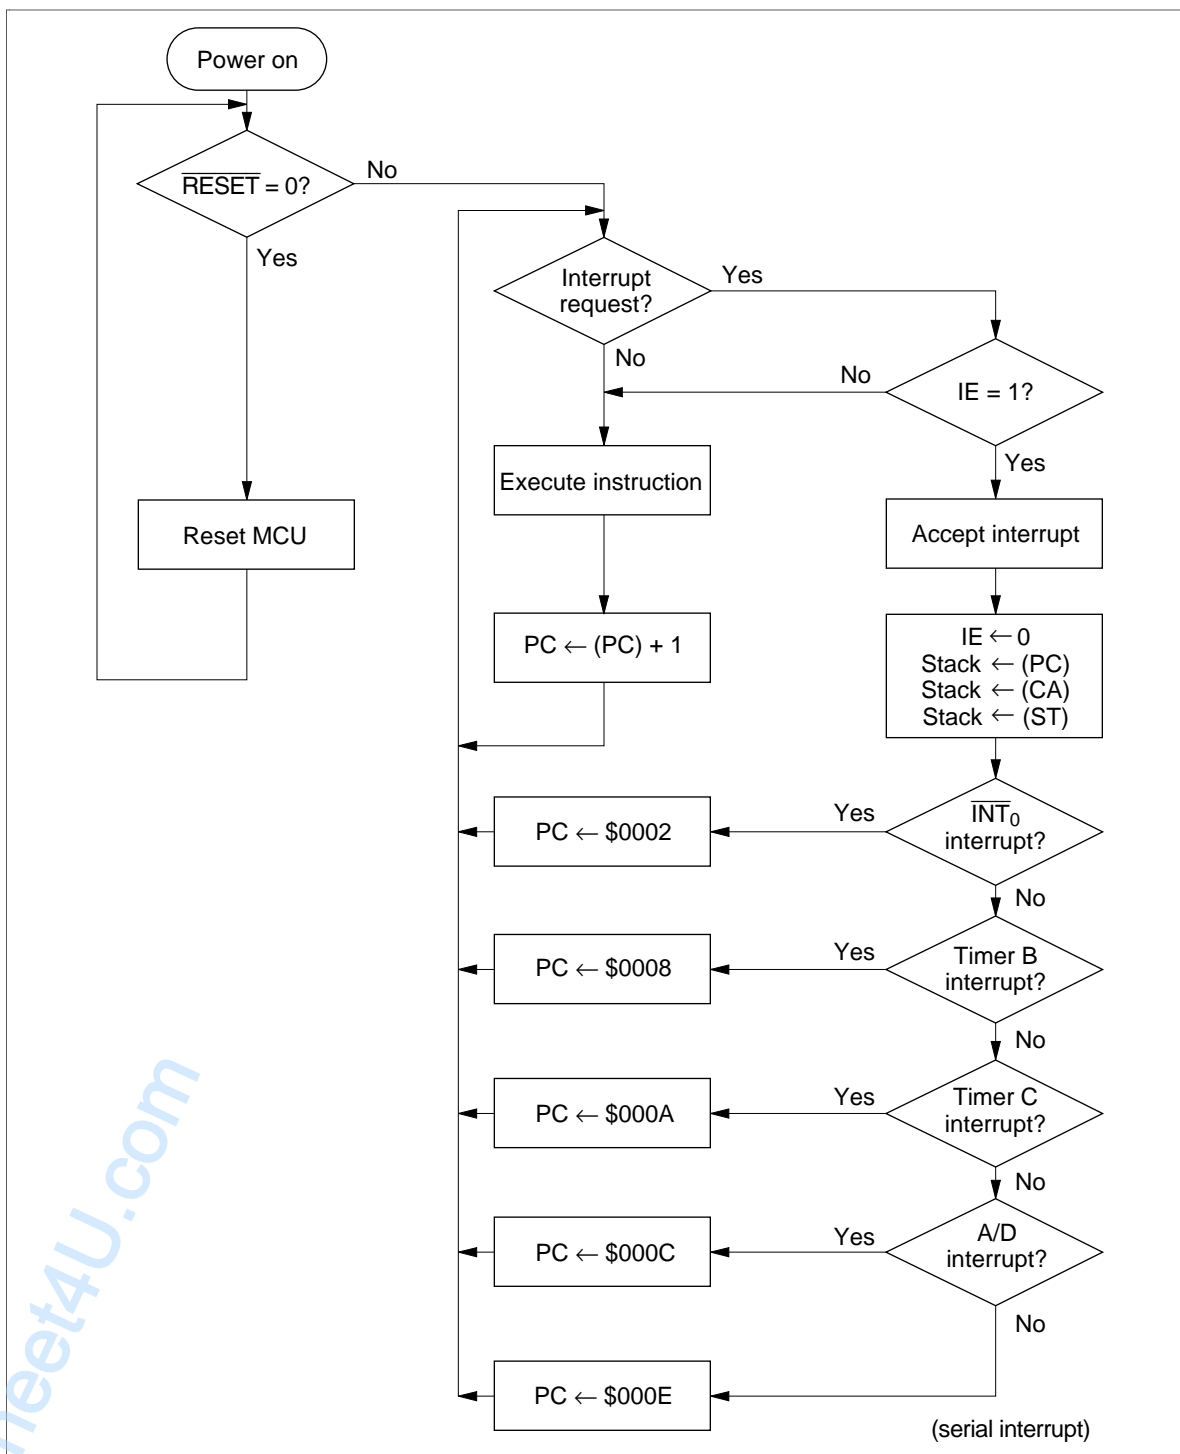 Power on
RESET = 0?
No
Yes
Reset MCU
Interrupt
request?
Yes
No
IE = 1?
No
Yes
Execute instruction
Accept interrupt
PC ← (PC) + 1
IE ← 0
Stack ← (PC)
Stack ← (CA)
Stack ← (ST)
INT0
interrupt?
Yes
PC ← $0002
No
Timer B
interrupt?
Yes
PC ← $0008
No
Timer C
interrupt?
Yes
PC ← $000A
No
A/D
interrupt?
Yes
PC ← $000C
No
PC ← $000E
(serial interrupt)
heet4U.com